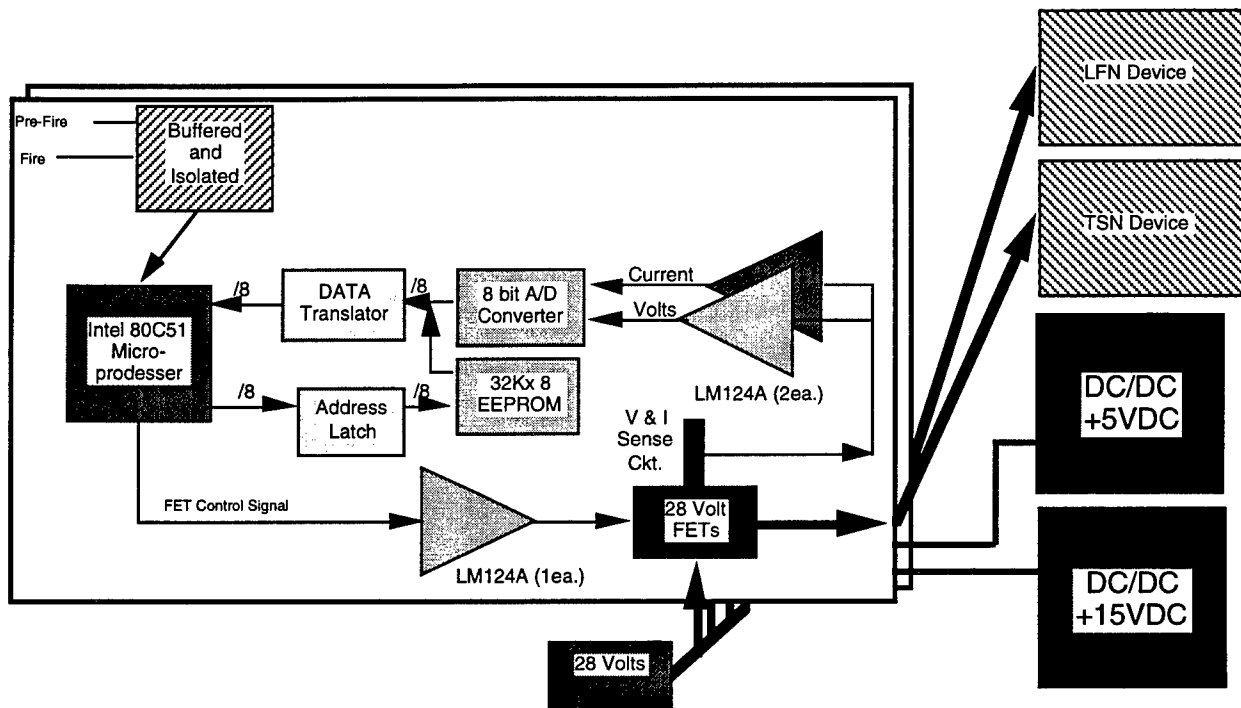 LFN Device
Pre-Fire
Fire
Buffered
and
Isolated
TSN Device
/8
DATA
Translator
/8
8 bit A/D
Converter
Current
Volts
Intel 80C51
Micro-
prodesser
/8
Address
Latch
/8
32Kx 8
EEPROM
LM124A (2ea.)
V & I
Sense
Ckt.
DC/DC
+5VDC
FET Control Signal
LM124A (1ea.)
28 Volt
FETs
DC/DC
+15VDC
28 Volts